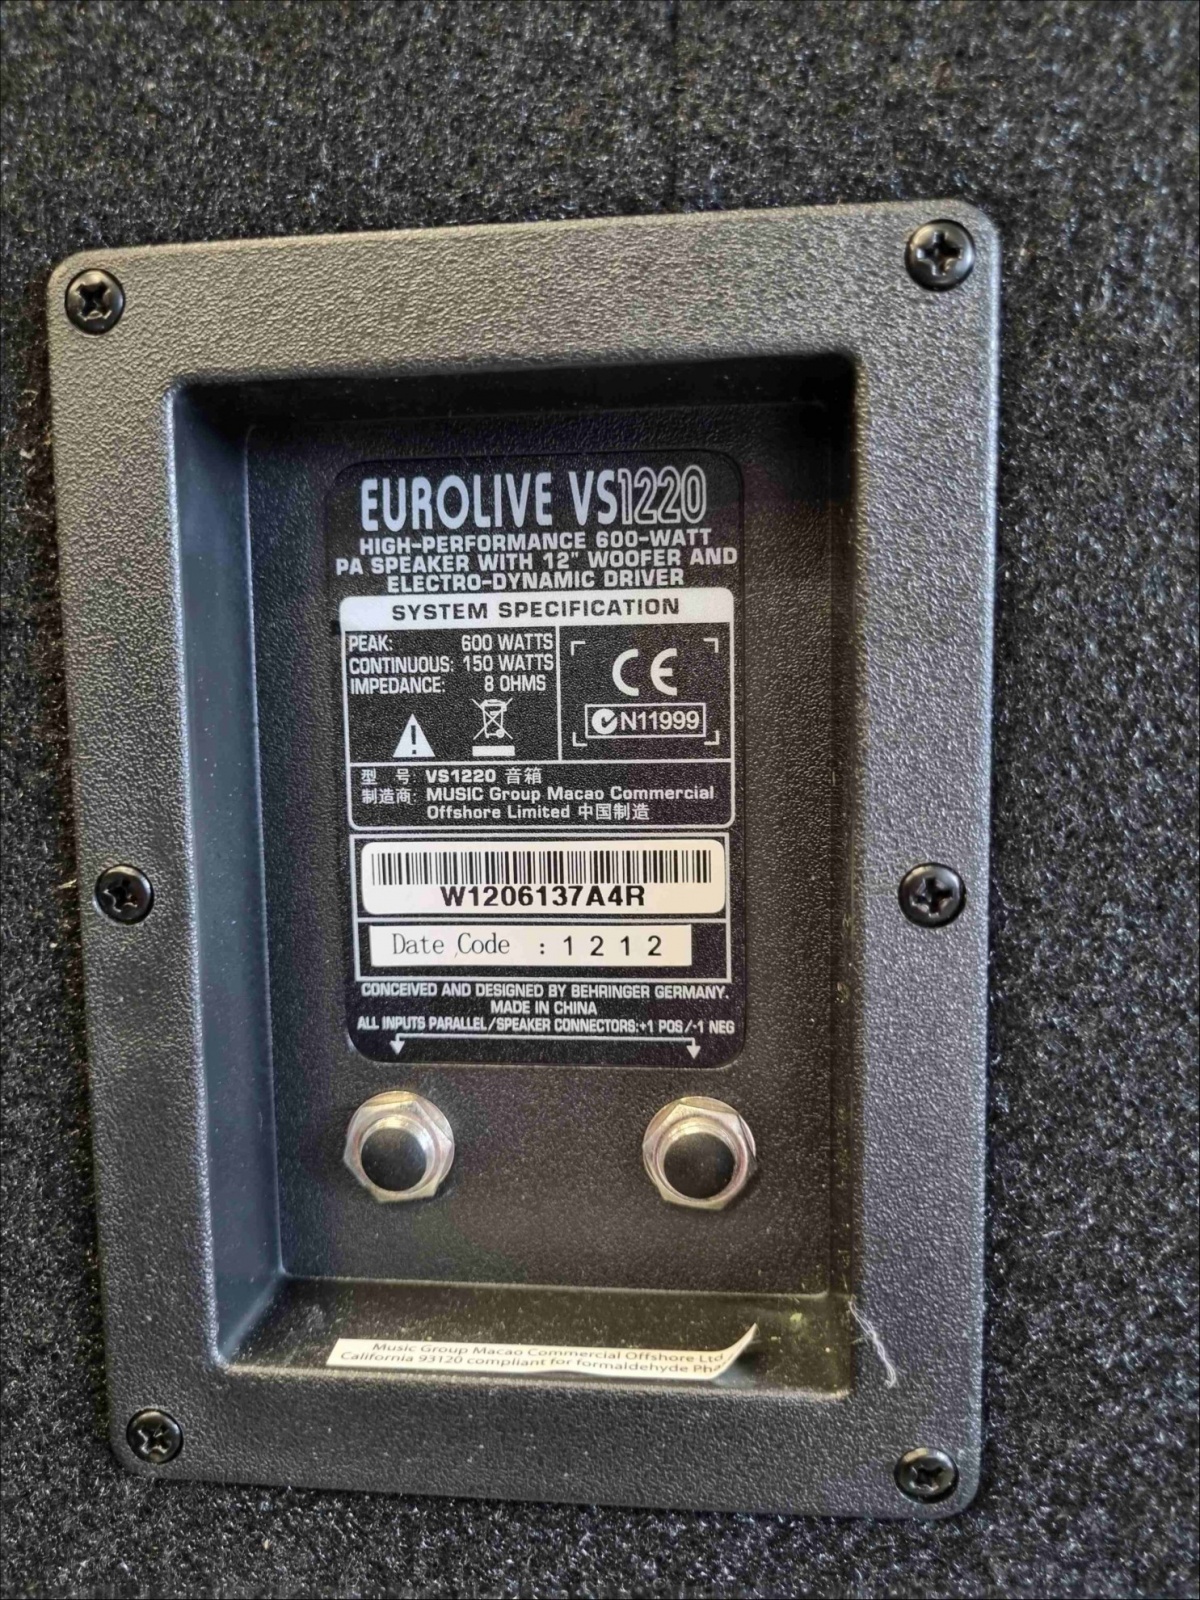 EUROLIVE VS1220
HIGH-PERFORMANCE 600-WATT
PA SPEAKER WITH 12" WOOFER AND
ELECTRO-DYNAMIC DRIVER
SYSTEM SPECIFICATION
PEAK: 600 WATTS
CONTINUOUS: 150 WATTS
IMPEDANCE: 8 OHMS
CE
N11999
型 号 VS1220 音箱
制造商: MUSIC Group Macao Commercial
Offshore Limited 中国制造
W1206137A4R
Date Code : 1212
CONCEIVED AND DESIGNED BY BEHRINGER GERMANY.
MADE IN CHINA
ALL INPUTS PARALLEL/SPEAKER CONNECTORS:+1 POS/-1 NEG
Music Group Macao Commercial Offshore Ltd
California 93120 compliant for formaldehyde